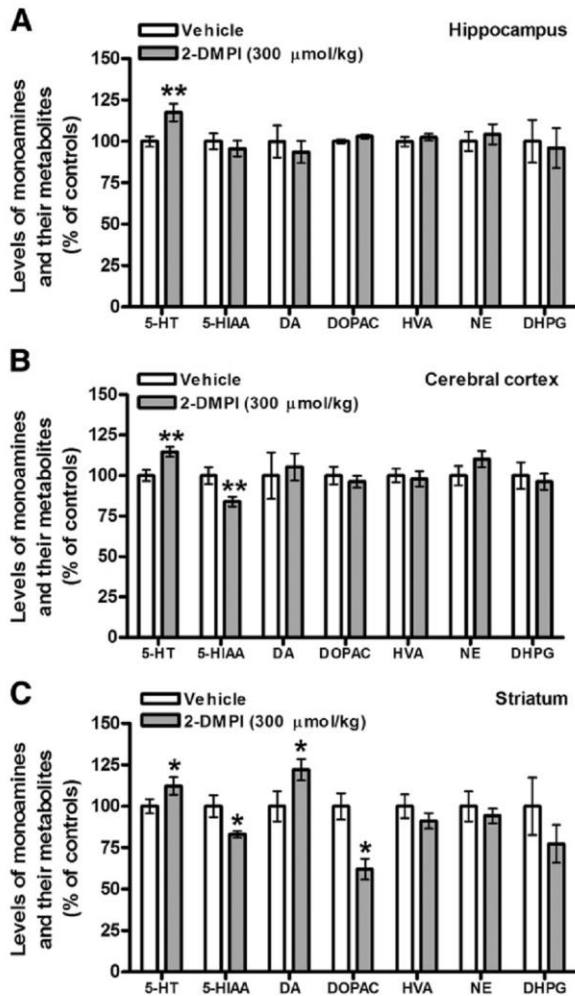 A
Vehicle
2-DMPI (300 μmol/kg)
Hippocampus
Levels of monoamines
and their metabolites
(% of controls)
150
125
100
75
50
25
0
**
5-HT 5-HIAA DA DOPAC HVA NE DHPG
B
Vehicle
2-DMPI (300 μmol/kg)
Cerebral cortex
Levels of monoamines
and their metabolites
(% of controls)
150
125
100
75
50
25
0
**
**
5-HT 5-HIAA DA DOPAC HVA NE DHPG
C
Vehicle
2-DMPI (300 μmol/kg)
Striatum
Levels of monoamines
and their metabolites
(% of controls)
150
125
100
75
50
25
0
*
*
*
*
5-HT 5-HIAA DA DOPAC HVA NE DHPG